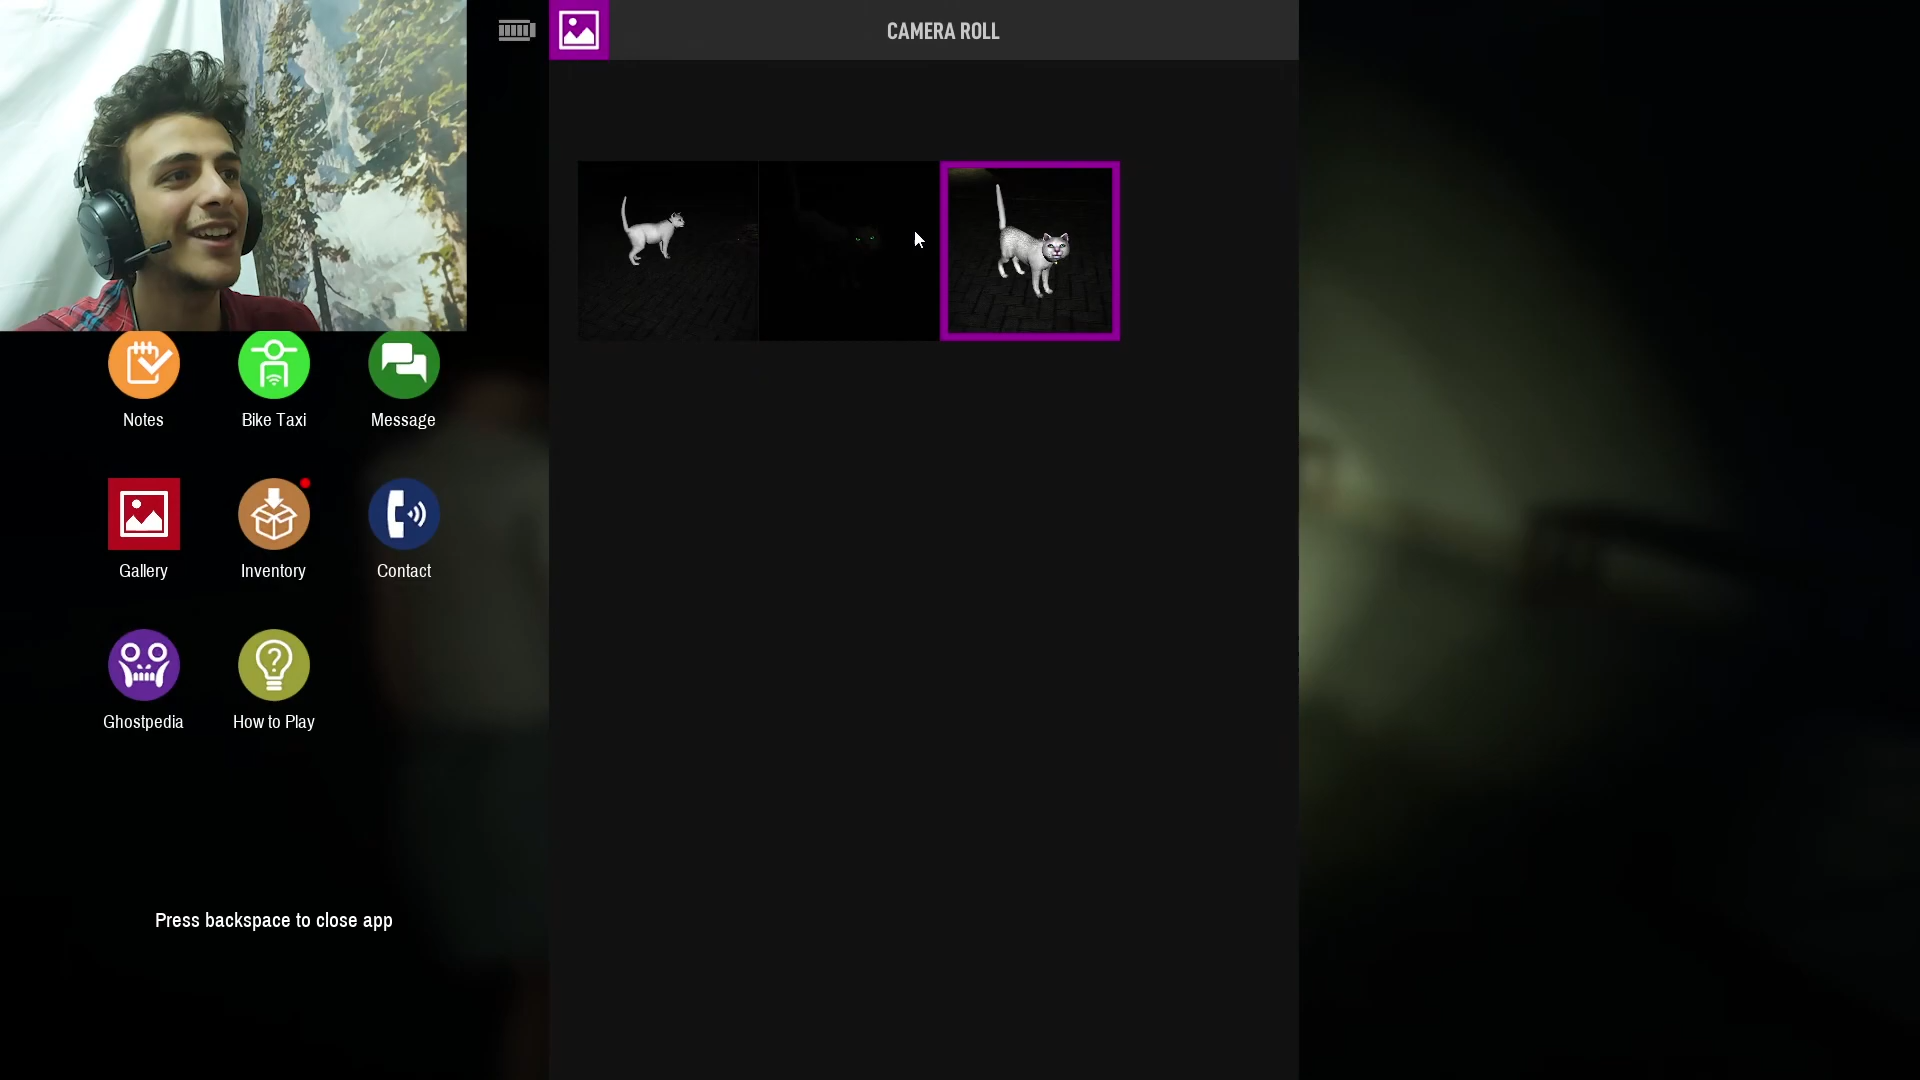 CAMERA ROLL
Notes
Bike Taxi
Message
Gallery
Inventory
Contact
Ghostpedia
How to Play
Press backspace to close app